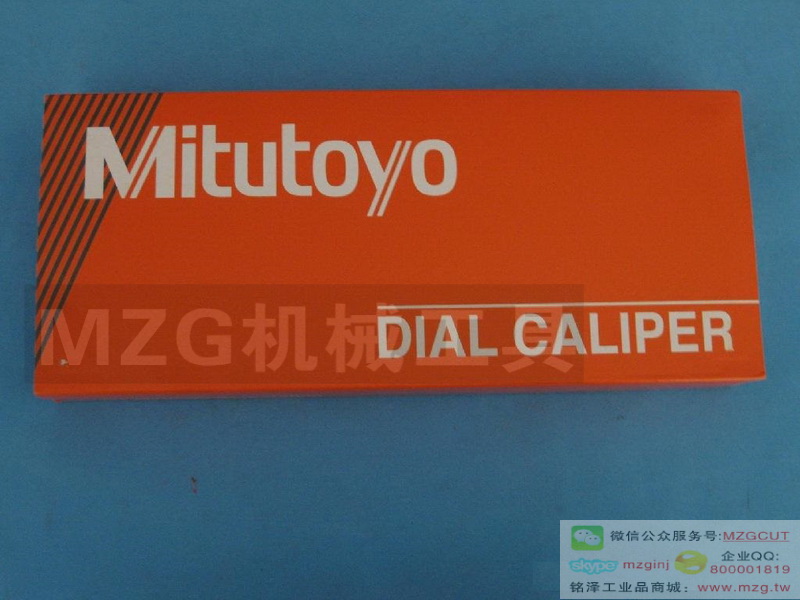 Mitutoyo
MZG机械工具
DIAL CALIPER
微信公众服务号:MZGCUT
skype mzginj 企业QQ: 800001819
铭泽工业品商城：www.mzg.tw